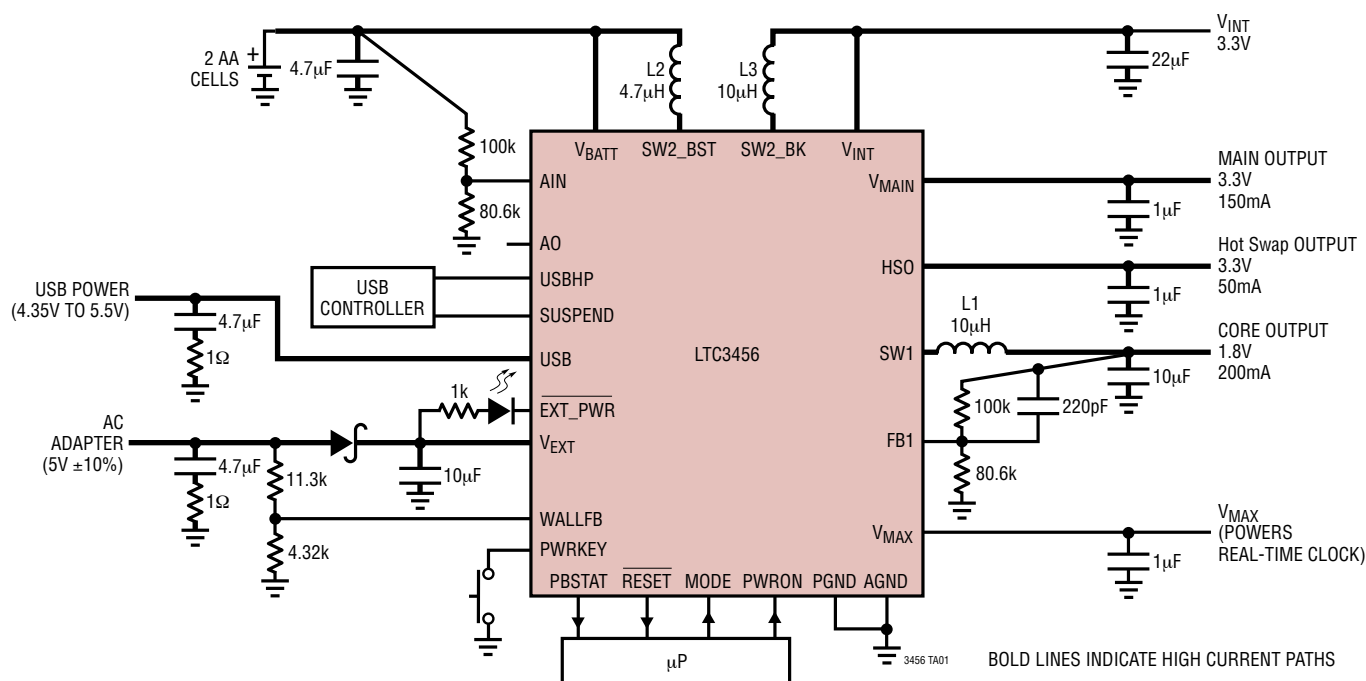 2 AA
CELLS
+
4.7µF
L2
4.7µH
L3
10µH
22µF
VINT
3.3V
100k
80.6k
VBATT
SW2_BST
SW2_BK
VINT
AIN
AO
USBHP
SUSPEND
USB
EXT_PWR
VEXT
WALLFB
PWRKEY
LTC3456
VMAIN
HSO
SW1
FB1
VMAX
PBSTAT
RESET
MODE
PWRON
PGND
AGND
MAIN OUTPUT
3.3V
150mA
1µF
Hot Swap OUTPUT
3.3V
50mA
1µF
L1
10µH
CORE OUTPUT
1.8V
200mA
10µF
100k
220pF
80.6k
VMAX
(POWERS
REAL-TIME CLOCK)
1µF
USB
CONTROLLER
USB POWER
(4.35V TO 5.5V)
4.7µF
1Ω
1k
AC
ADAPTER
(5V ±10%)
4.7µF
1Ω
11.3k
10µF
4.32k
µP
3456 TA01
BOLD LINES INDICATE HIGH CURRENT PATHS